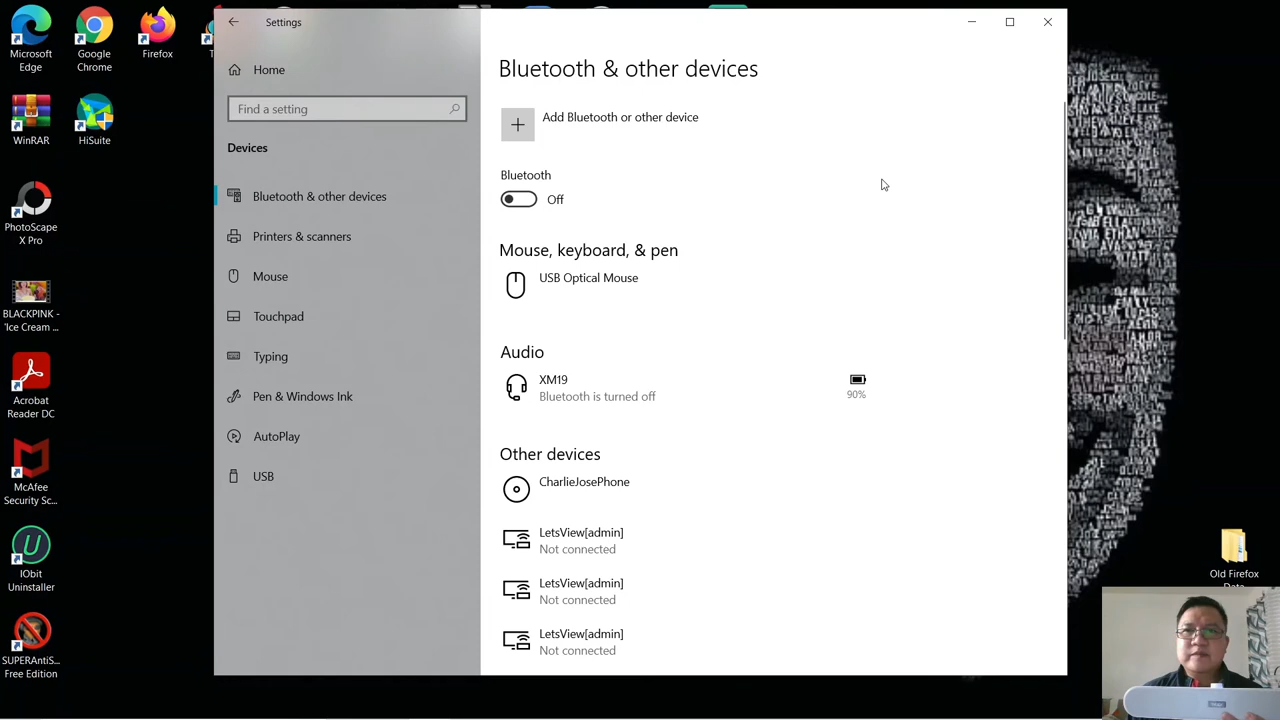 Microsoft
Edge
Google
Chrome
Firefox
WinRAR
HiSuite
PhotoScape
X Pro
BLACKPINK -
'Ice Cream ...
Acrobat
Reader DC
McAfee
Security Sc...
IObit
Uninstaller
SUPERAntiS...
Free Edition
Settings
Home
Find a setting
Devices
Bluetooth & other devices
Printers & scanners
Mouse
Touchpad
Typing
Pen & Windows Ink
AutoPlay
USB
Bluetooth & other devices
Add Bluetooth or other device
Bluetooth
Off
Mouse, keyboard, & pen
USB Optical Mouse
Audio
XM19
Bluetooth is turned off
90%
Other devices
CharlieJosePhone
LetsView[admin]
Not connected
LetsView[admin]
Not connected
LetsView[admin]
Not connected
Old Firefox